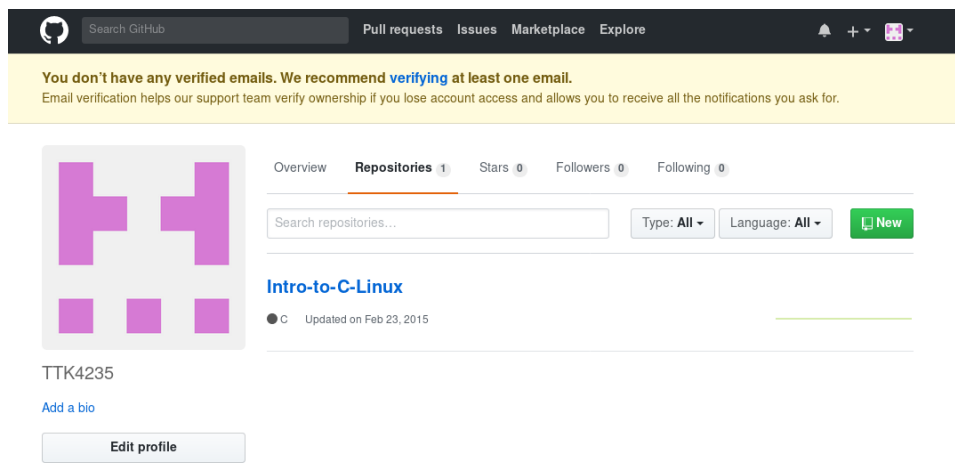 Search GitHub Pull requests Issues Marketplace Explore
You don’t have any verified emails. We recommend verifying at least one email.
Email verification helps our support team verify ownership if you lose account access and allows you to receive all the notifications you ask for.
Overview Repositories 1 Stars 0 Followers 0 Following 0
Search repositories… Type: All Language: All New
Intro-to-C-Linux
C Updated on Feb 23, 2015
TTK4235
Add a bio
Edit profile